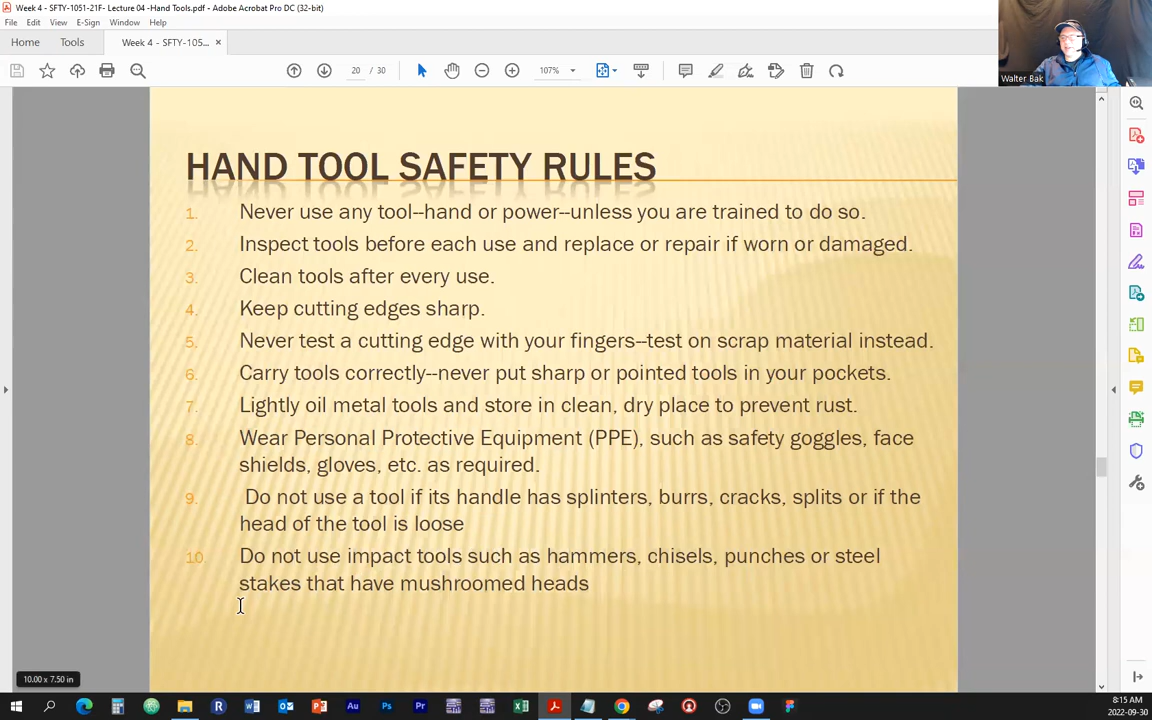 Week 4 - SFTY-1051-21F- Lecture 04 -Hand Tools.pdf - Adobe Acrobat Pro DC (32-bit)
File Edit View E-Sign Window Help
Home Tools Week 4 - SFTY-105... ×
20 / 30 107%
Walter Bak
HAND TOOL SAFETY RULES
1. Never use any tool--hand or power--unless you are trained to do so.
2. Inspect tools before each use and replace or repair if worn or damaged.
3. Clean tools after every use.
4. Keep cutting edges sharp.
5. Never test a cutting edge with your fingers--test on scrap material instead.
6. Carry tools correctly--never put sharp or pointed tools in your pockets.
7. Lightly oil metal tools and store in clean, dry place to prevent rust.
8. Wear Personal Protective Equipment (PPE), such as safety goggles, face
shields, gloves, etc. as required.
9. Do not use a tool if its handle has splinters, burrs, cracks, splits or if the
head of the tool is loose
10. Do not use impact tools such as hammers, chisels, punches or steel
stakes that have mushroomed heads
10.00 x 7.50 in
Au Ps Pr
8:15 AM
2022-09-30